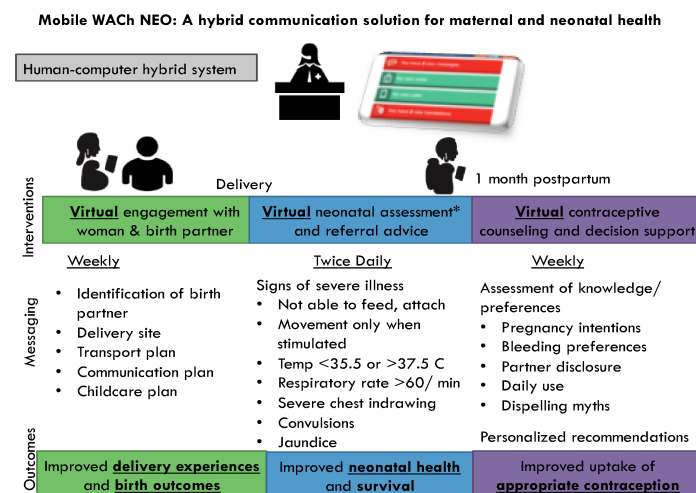 Mobile WACh NEO: A hybrid communication solution for maternal and neonatal health
Human-computer hybrid system
Delivery
1 month postpartum
Interventions
Virtual engagement with
woman & birth partner
Virtual neonatal assessment*
and referral advice
Virtual contraceptive
counseling and decision support
Messaging
Weekly
• Identification of birth
partner
• Delivery site
• Transport plan
• Communication plan
• Childcare plan
Twice Daily
Signs of severe illness
• Not able to feed, attach
• Movement only when
stimulated
• Temp <35.5 or >37.5 C
• Respiratory rate >60/ min
• Severe chest indrawing
• Convulsions
• Jaundice
Weekly
Assessment of knowledge/
preferences
• Pregnancy intentions
• Bleeding preferences
• Partner disclosure
• Daily use
• Dispelling myths
Personalized recommendations
Outcomes
Improved delivery experiences
and birth outcomes
Improved neonatal health
and survival
Improved uptake of
appropriate contraception